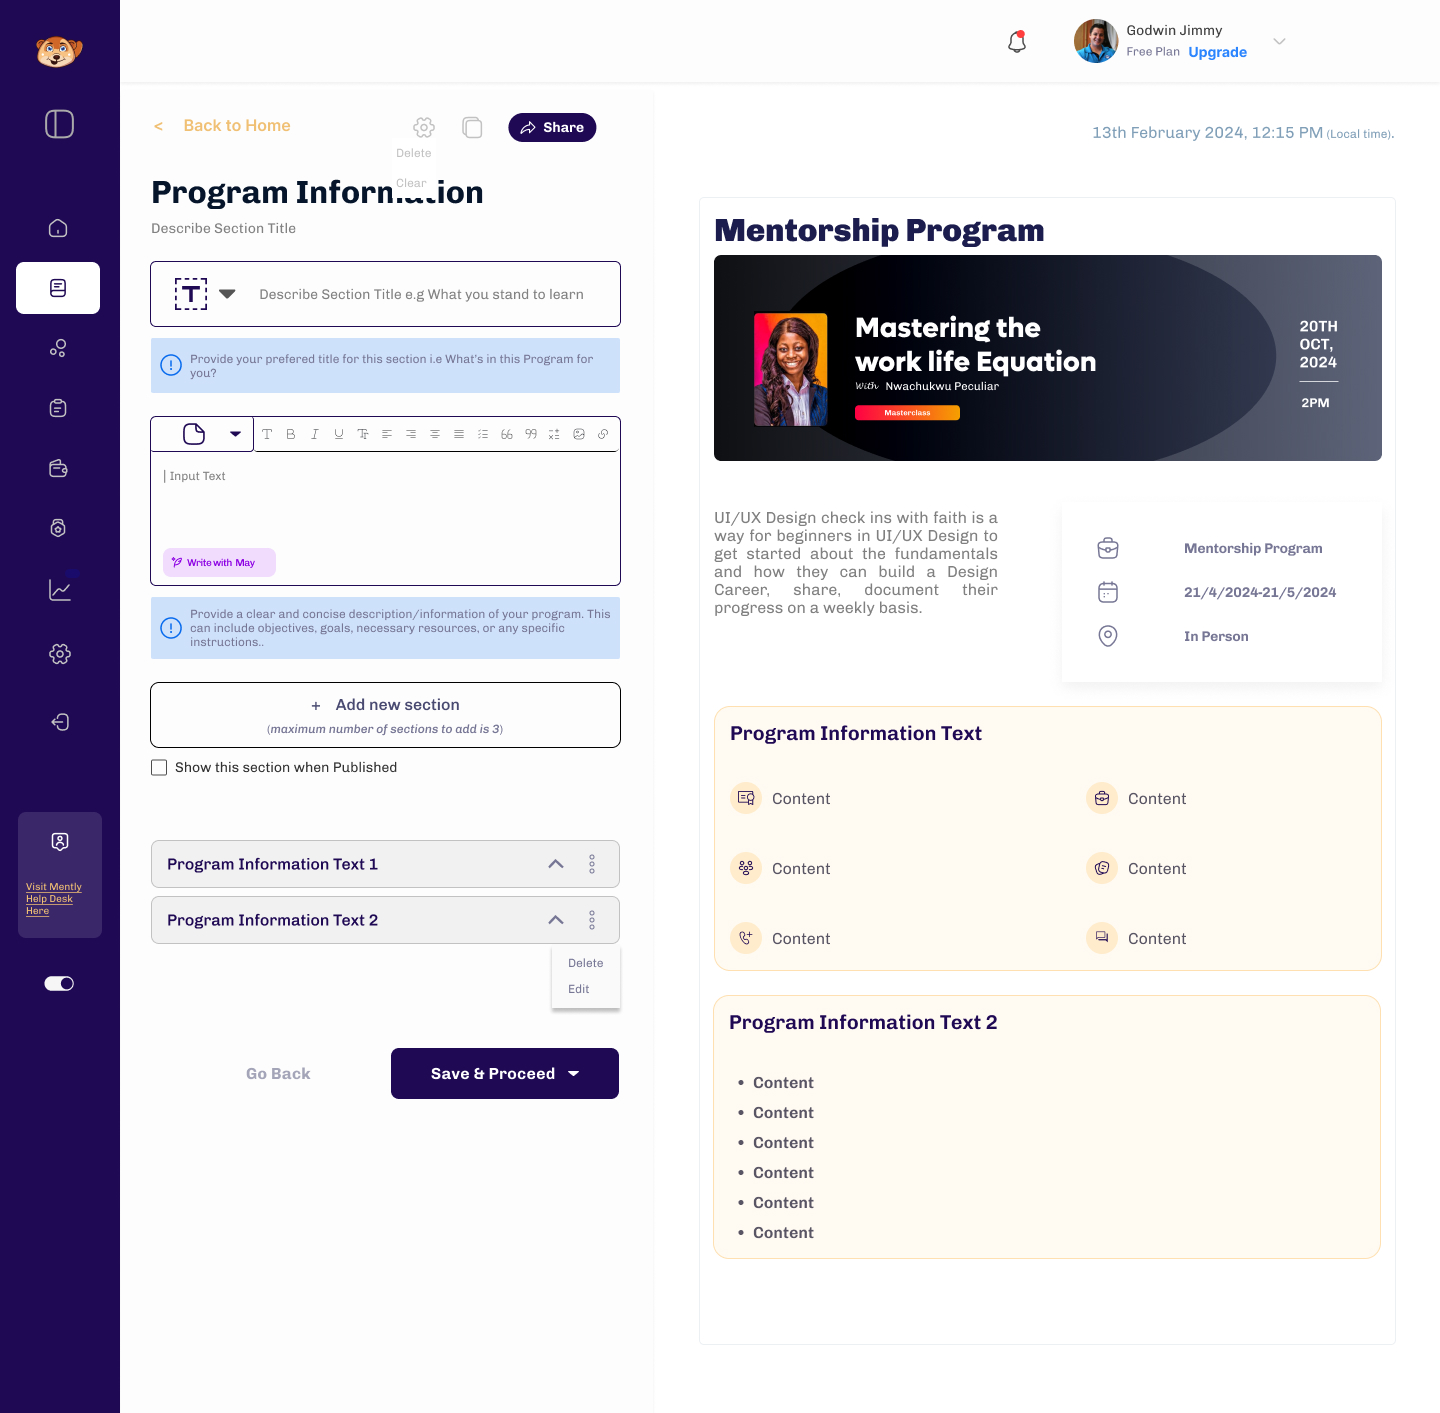 Godwin Jimmy
Free Plan Upgrade
< Back to Home
Share
Delete
Clear
13th February 2024, 12:15 PM (Local time).
Program Information
Describe Section Title
T
Describe Section Title e.g What you stand to learn
Provide your prefered title for this section i.e What's in this Program for
you?
| Input Text
Write with May
Provide a clear and concise description/information of your program. This
can include objectives, goals, necessary resources, or any specific
instructions..
+ Add new section
(maximum number of sections to add is 3)
Show this section when Published
Program Information Text 1
Program Information Text 2
Delete
Edit
Go Back
Save & Proceed
Visit Mently
Help Desk
Here
Mentorship Program
Mastering the
work life Equation
With Nwachukwu Peculiar
Masterclass
20TH
OCT,
2024
2PM
UI/UX Design check ins with faith is a
way for beginners in UI/UX Design to
get started about the fundamentals
and how they can build a Design
Career, share, document their
progress on a weekly basis.
Mentorship Program
21/4/2024-21/5/2024
In Person
Program Information Text
Content
Content
Content
Content
Content
Content
Program Information Text 2
• Content
• Content
• Content
• Content
• Content
• Content